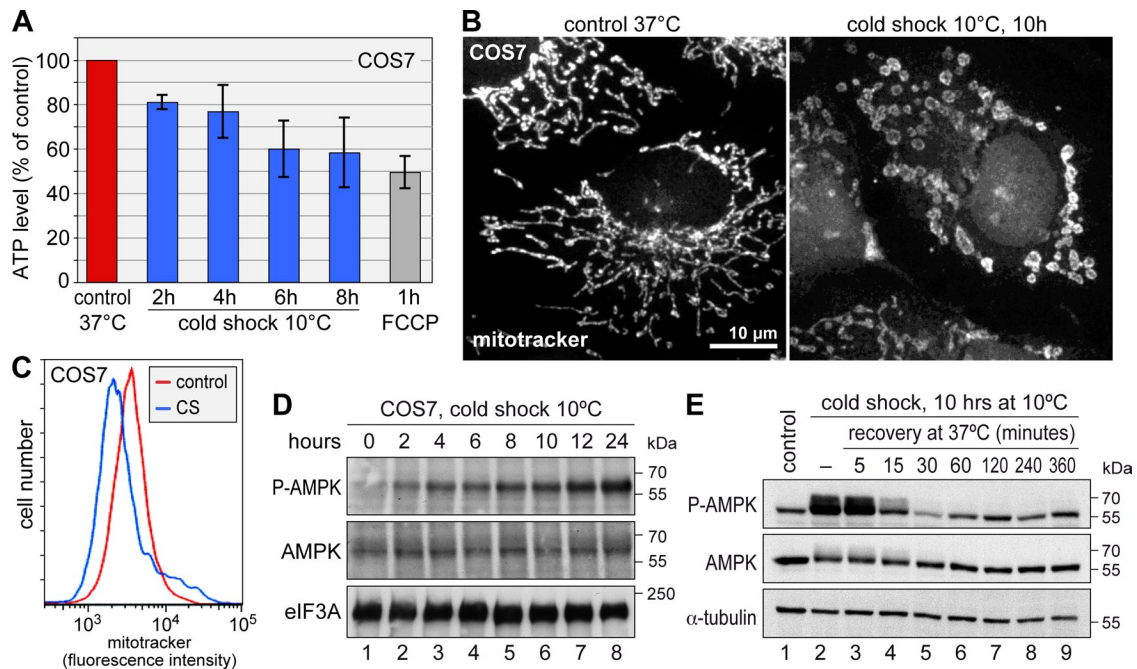 A
COS7
ATP level (% of control)
100
80
60
40
20
0
control
37°C
2h 4h 6h 8h
cold shock 10°C
1h
FCCP
B
control 37°C
cold shock 10°C, 10h
COS7
mitotracker
10 µm
C
COS7
control
CS
cell number
10³ 10⁴ 10⁵
mitotracker
(fluorescence intensity)
D
COS7, cold shock 10º
hours 0 2 4 6 8 10 12 24 kDa
P-AMPK
70
55
AMPK
70
55
eIF3A
250
1 2 3 4 5 6 7 8
E
control
cold shock, 10 hrs at 10ºC
recovery at 37ºC (minutes)
– 5 15 30 60 120 240 360 kDa
P-AMPK
70
55
AMPK
70
55
α-tubulin
55
1 2 3 4 5 6 7 8 9